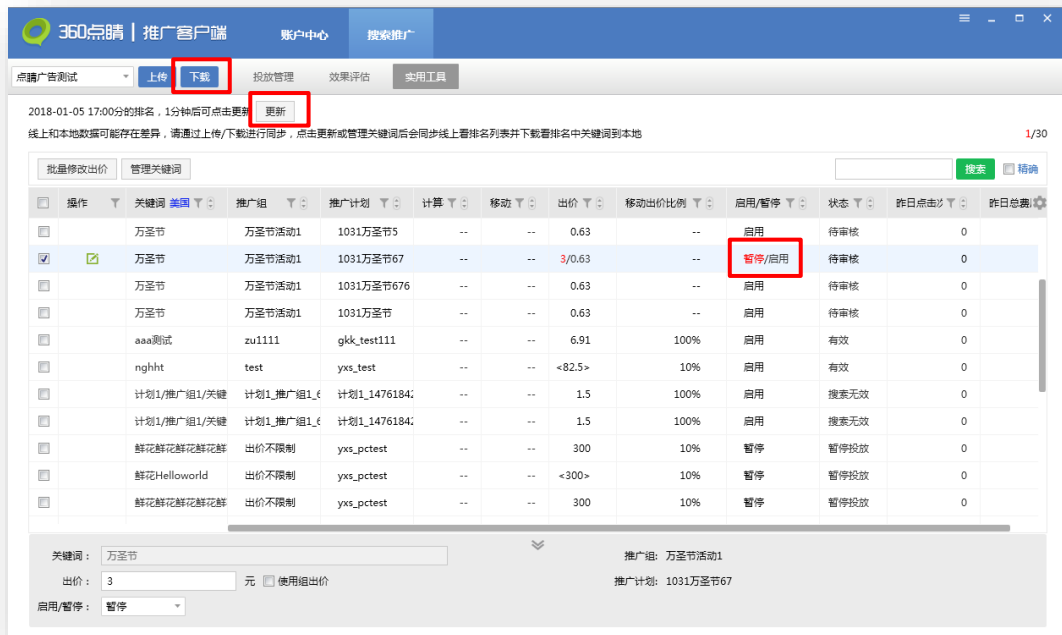 360点睛 | 推广客户端 账户中心 搜索推广
点睛广告测试 上传 下载 投放管理 效果评估 实用工具
2018-01-05 17:00分的排名，1分钟后可点击更新 更新
线上和本地数据可能存在差异，请通过上传/下载进行同步，点击更新或管理关键词后会同步线上看排名列表并下载看排名中关键词到本地 1/30
批量修改出价 管理关键词 搜索 精确
操作 关键词 美国 推广组 推广计划 计算 移动 出价 移动出价比例 启用/暂停 状态 昨日点击 昨日总费
万圣节 万圣节活动1 1031万圣节5 -- -- 0.63 -- 启用 待审核 0
万圣节 万圣节活动1 1031万圣节67 -- -- 3/0.63 -- 暂停/启用 待审核 0
万圣节 万圣节活动1 1031万圣节676 -- -- 0.63 -- 启用 待审核 0
万圣节 万圣节活动1 1031万圣节 -- -- 0.63 -- 启用 待审核 0
aaa测试 zu1111 gkk_test111 -- -- 6.91 100% 启用 有效 0
nghht test yxs_test -- -- <82.5> 10% 启用 有效 0
计划1/推广组1/关键 计划1_推广组1_6 计划1_14761842 -- -- 1.5 100% 启用 搜索无效 0
计划1/推广组1/关键 计划1_推广组1_6 计划1_14761842 -- -- 1.5 100% 启用 搜索无效 0
鲜花鲜花鲜花鲜花鲜 出价不限制 yxs_pctest -- -- 300 10% 暂停 暂停投放 0
鲜花Helloworld 出价不限制 yxs_pctest -- -- <300> 10% 暂停 暂停投放 0
鲜花鲜花鲜花鲜花鲜 出价不限制 yxs_pctest -- -- 300 10% 暂停 暂停投放 0
关键词： 万圣节 推广组: 万圣节活动1
出价： 3 元 使用组出价 推广计划: 1031万圣节67
启用/暂停： 暂停